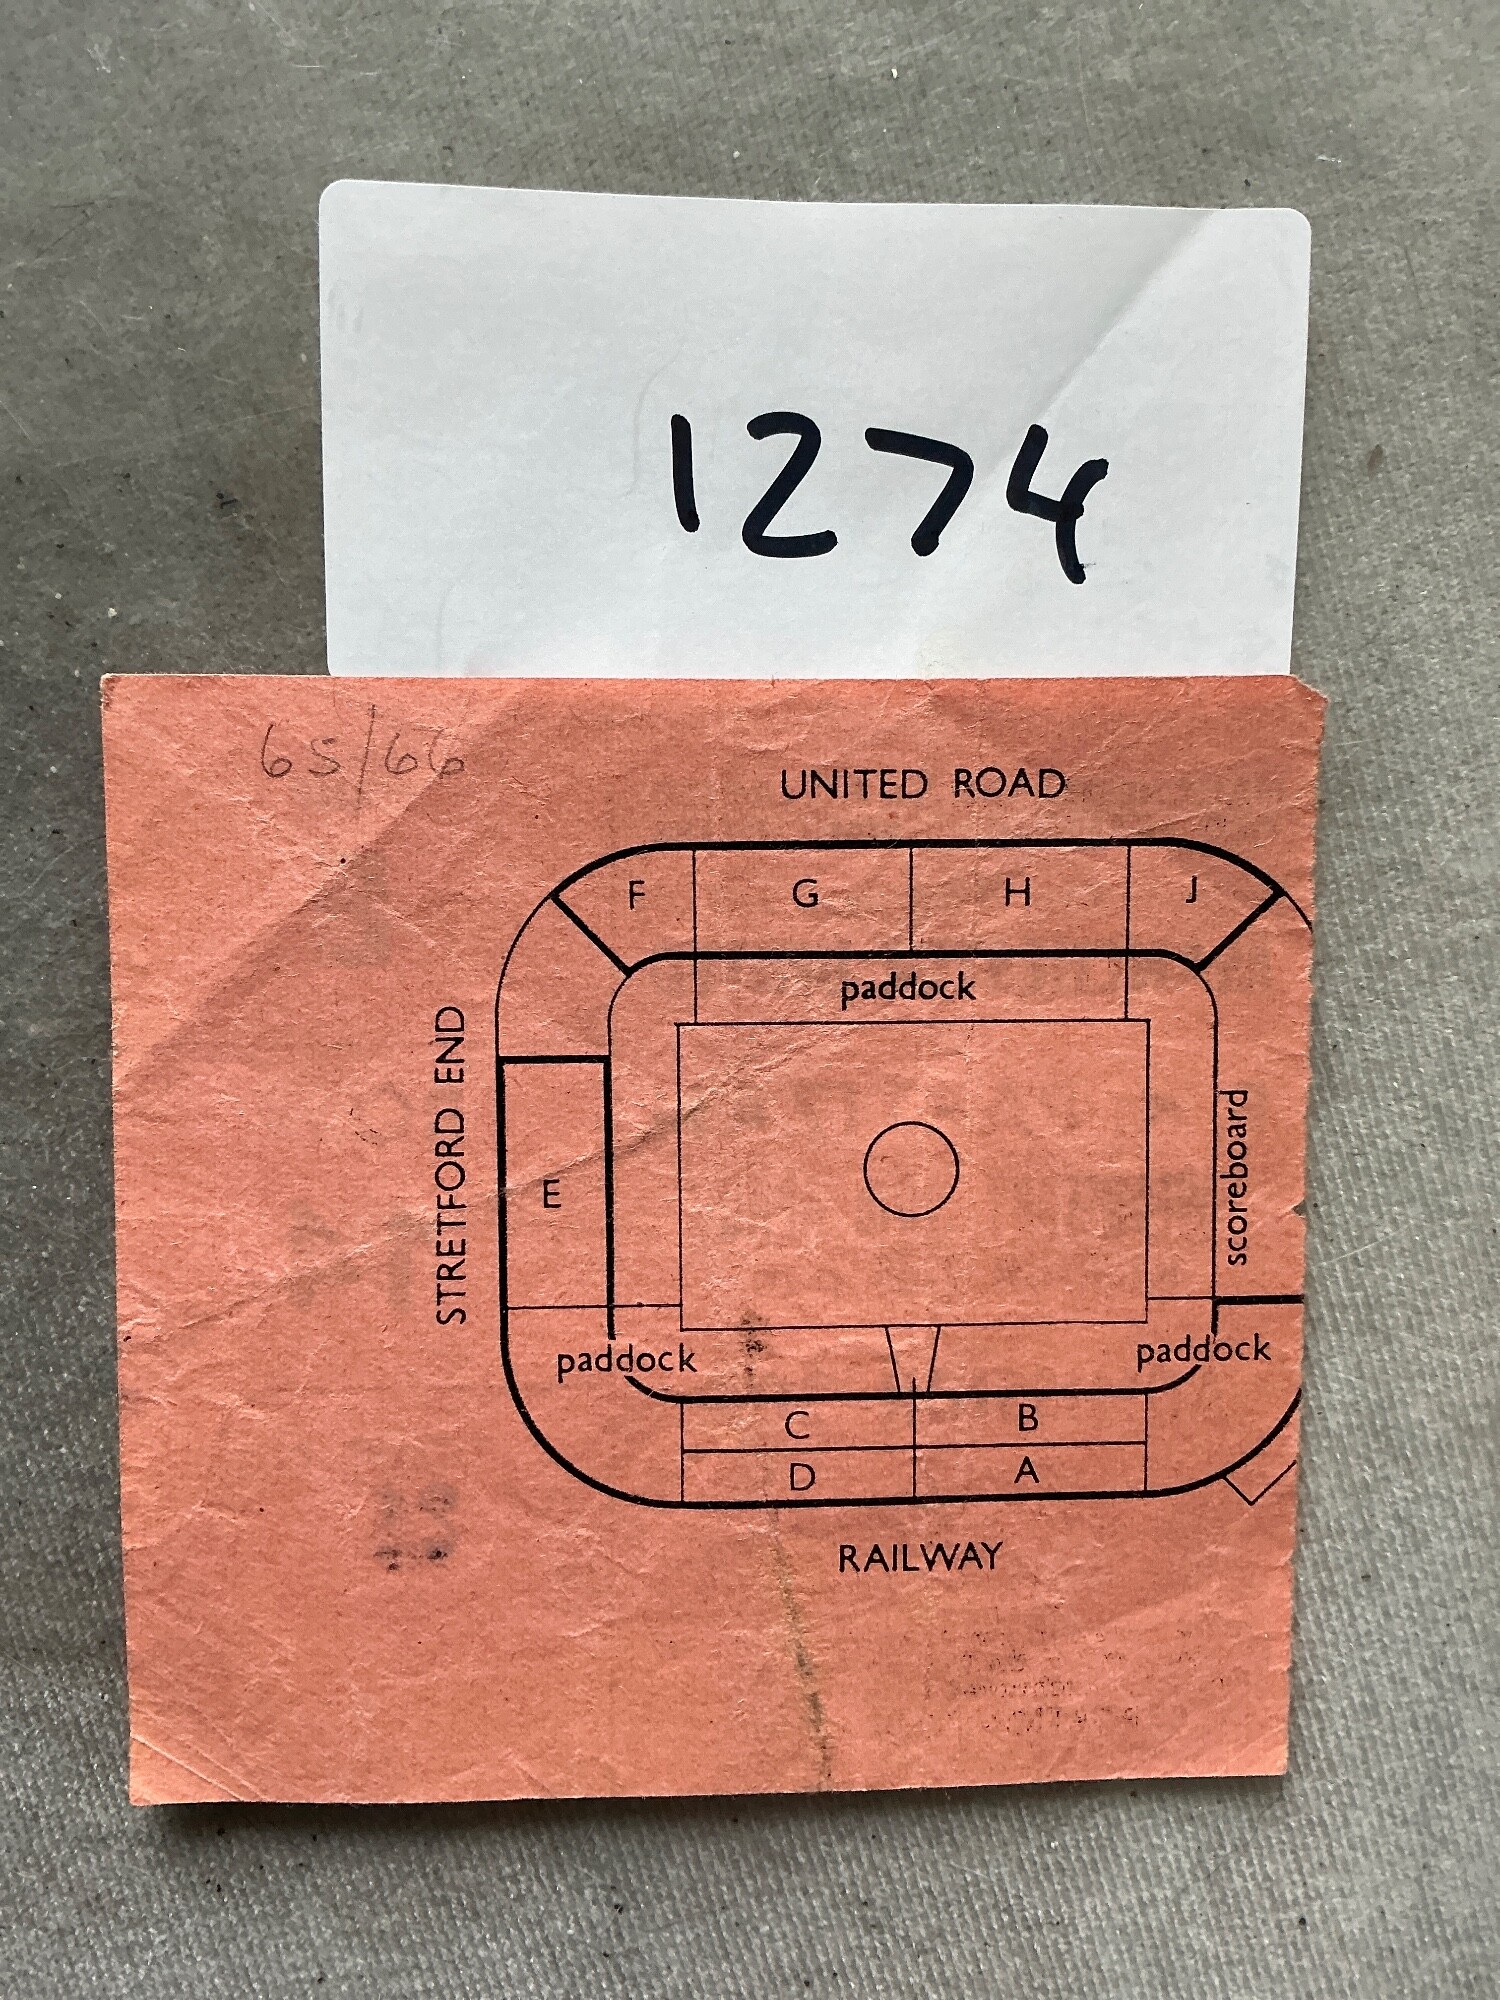 1274
65/66
UNITED ROAD
F G H J
paddock
STRETFORD END
E
scoreboard
paddock
paddock
C B
D A
RAILWAY